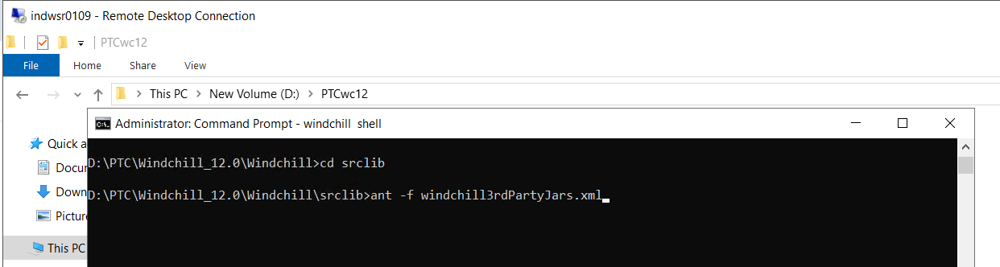 indwsr0109 - Remote Desktop Connection
PTCwc12
File Home Share View
This PC New Volume (D:) PTCwc12
Administrator: Command Prompt - windchill shell
Quick a
D:\PTC\Windchill_12.0\Windchill>cd srclib
Docum
Down
D:\PTC\Windchill_12.0\Windchill\srclib>ant -f windchill3rdPartyJars.xml
Picture
This PC